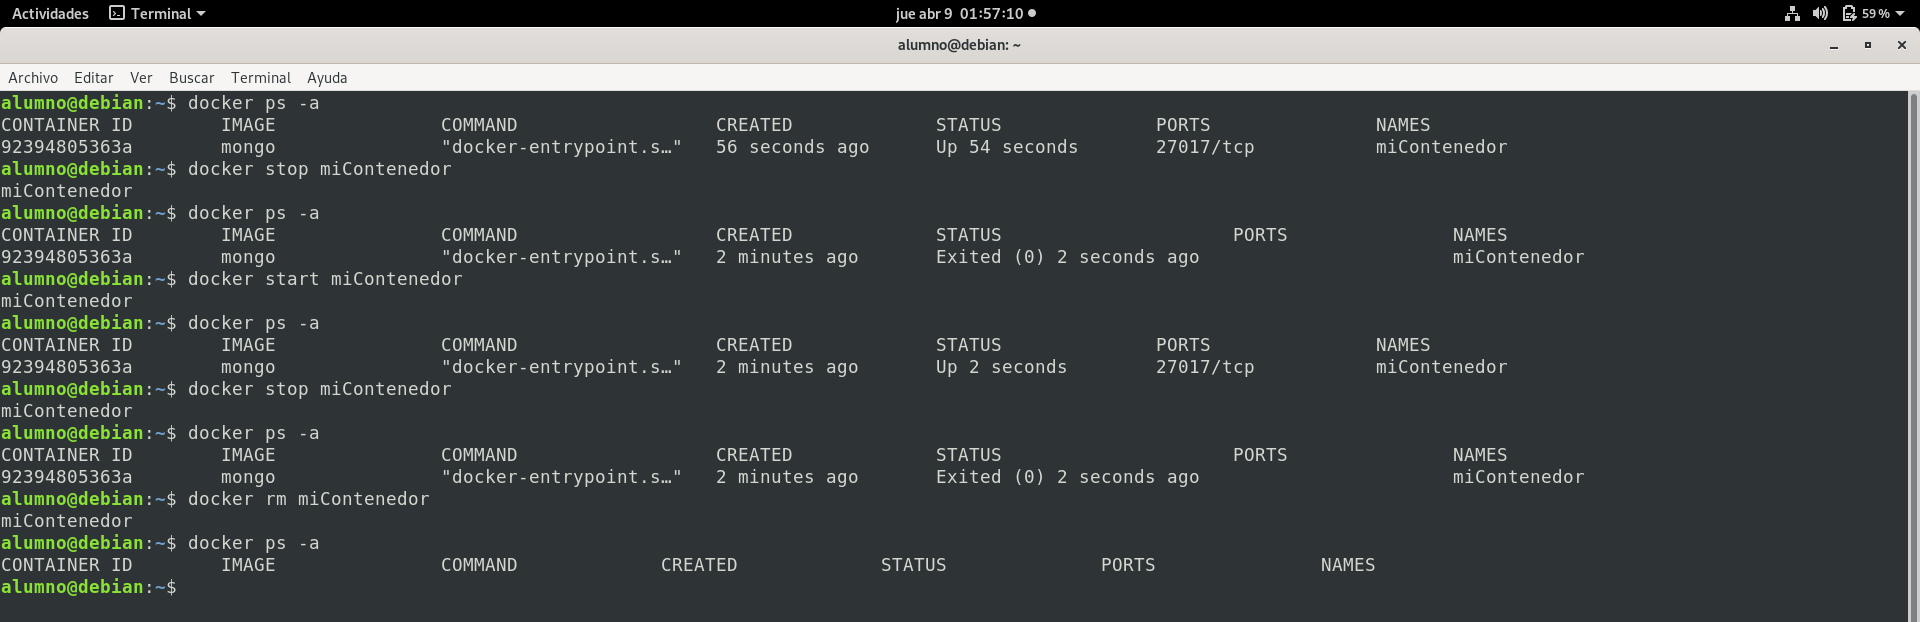 Actividades Terminal jue abr 9 01:57:10 59 %
alumno@debian: ~
Archivo Editar Ver Buscar Terminal Ayuda
alumno@debian:~$ docker ps -a
CONTAINER ID IMAGE COMMAND CREATED STATUS PORTS NAMES
92394805363a mongo "docker-entrypoint.s…" 56 seconds ago Up 54 seconds 27017/tcp miContenedor
alumno@debian:~$ docker stop miContenedor
miContenedor
alumno@debian:~$ docker ps -a
CONTAINER ID IMAGE COMMAND CREATED STATUS PORTS NAMES
92394805363a mongo "docker-entrypoint.s…" 2 minutes ago Exited (0) 2 seconds ago miContenedor
alumno@debian:~$ docker start miContenedor
miContenedor
alumno@debian:~$ docker ps -a
CONTAINER ID IMAGE COMMAND CREATED STATUS PORTS NAMES
92394805363a mongo "docker-entrypoint.s…" 2 minutes ago Up 2 seconds 27017/tcp miContenedor
alumno@debian:~$ docker stop miContenedor
miContenedor
alumno@debian:~$ docker ps -a
CONTAINER ID IMAGE COMMAND CREATED STATUS PORTS NAMES
92394805363a mongo "docker-entrypoint.s…" 2 minutes ago Exited (0) 2 seconds ago miContenedor
alumno@debian:~$ docker rm miContenedor
miContenedor
alumno@debian:~$ docker ps -a
CONTAINER ID IMAGE COMMAND CREATED STATUS PORTS NAMES
alumno@debian:~$